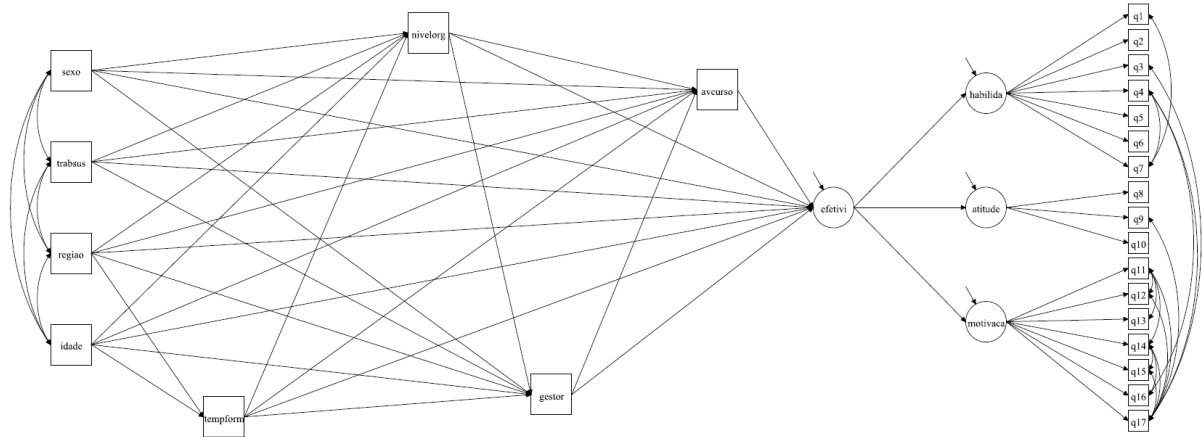 sexo
trabsus
regiao
idade
tempform
nivelorg
gestor
avcurso
efetivi
habilida
atitude
motivaca
q1
q2
q3
q4
q5
q6
q7
q8
q9
q10
q11
q12
q13
q14
q15
q16
q17